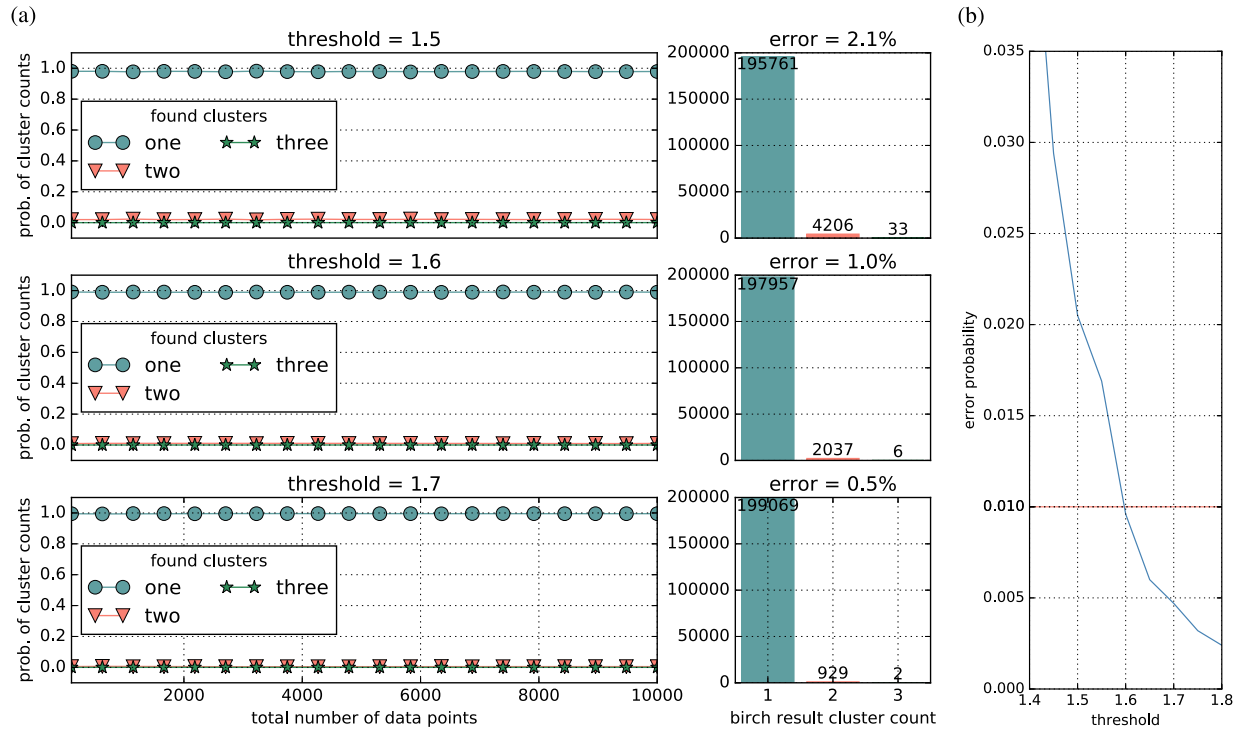 (a)
threshold = 1.5
prob. of cluster counts
1.0
0.8
0.6
0.4
0.2
0.0
found clusters
one
three
two
error = 2.1%
200000
150000
100000
50000
0
195761
4206
33
threshold = 1.6
prob. of cluster counts
1.0
0.8
0.6
0.4
0.2
0.0
found clusters
one
three
two
error = 1.0%
200000
150000
100000
50000
0
197957
2037
6
threshold = 1.7
prob. of cluster counts
1.0
0.8
0.6
0.4
0.2
0.0
found clusters
one
three
two
2000 4000 6000 8000 10000
total number of data points
error = 0.5%
200000
150000
100000
50000
0
199069
929
2
1 2 3
birch result cluster count
(b)
error probability
0.035
0.030
0.025
0.020
0.015
0.010
0.005
0.000
1.4 1.5 1.6 1.7 1.8
threshold